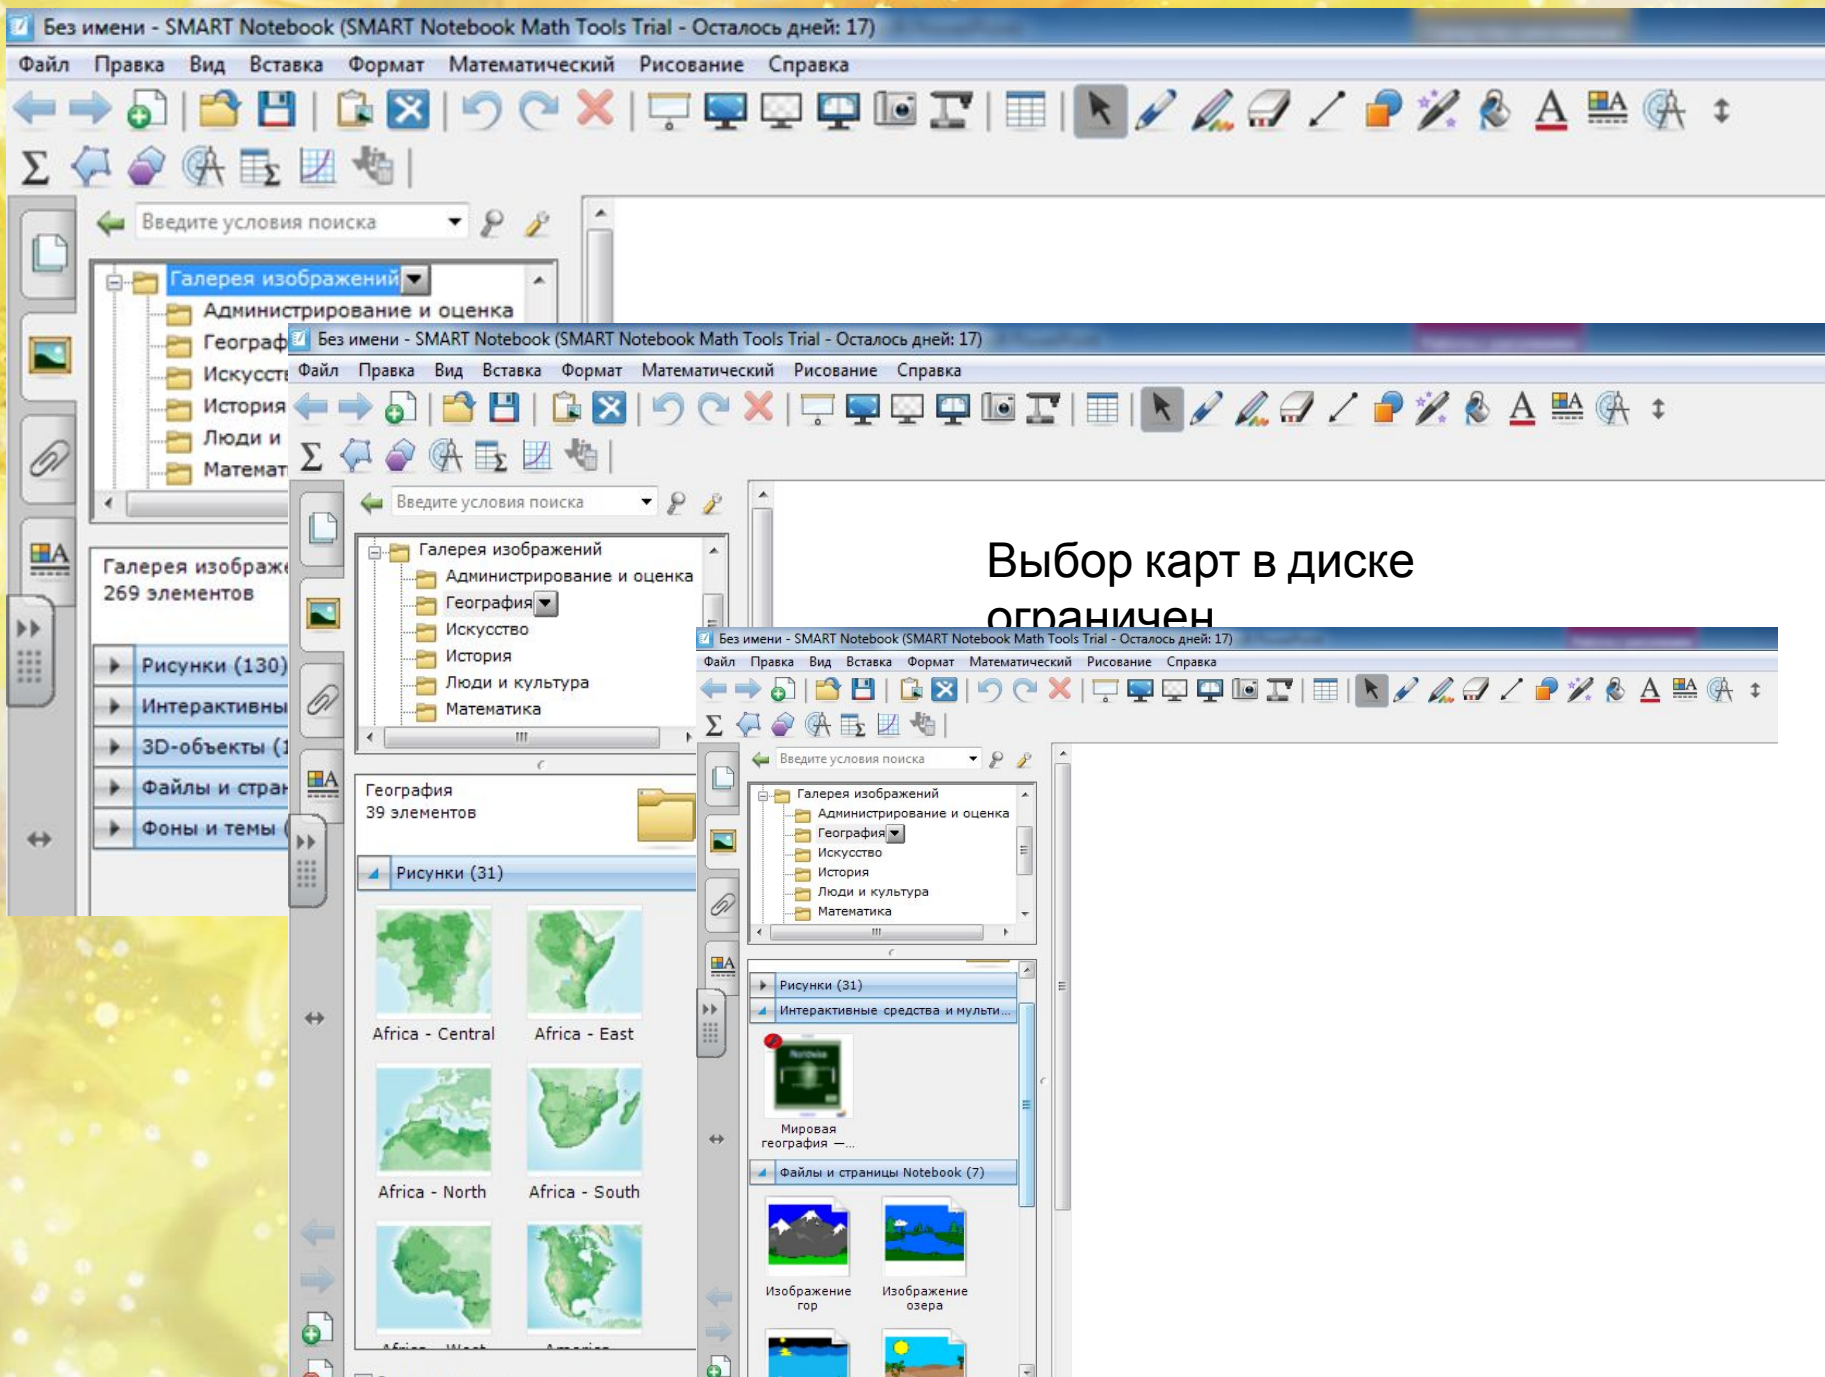 Без имени - SMART Notebook (SMART Notebook Math Tools Trial - Осталось дней: 17)
Файл Правка Вид Вставка Формат Математический Рисование Справка
Введите условия поиска
Галерея изображений
Администрирование и оценка
Географ
Искусст
История
Люди и
Математ
Галерея изображе
269 элементов
Рисунки (130)
Интерактивны
3D-объекты (1
Файлы и стран
Фоны и темы (
Без имени - SMART Notebook (SMART Notebook Math Tools Trial - Осталось дней: 17)
Файл Правка Вид Вставка Формат Математический Рисование Справка
Введите условия поиска
Галерея изображений
Администрирование и оценка
География
Искусство
История
Люди и культура
Математика
География
39 элементов
Рисунки (31)
Africa - Central Africa - East
Africa - North Africa - South
Africa - West America -
Выбор карт в диске
ограничен
Без имени - SMART Notebook (SMART Notebook Math Tools Trial - Осталось дней: 17)
Файл Правка Вид Вставка Формат Математический Рисование Справка
Введите условия поиска
Галерея изображений
Администрирование и оценка
География
Искусство
История
Люди и культура
Математика
Рисунки (31)
Интерактивные средства и мульти...
Мировая
география —...
Файлы и страницы Notebook (7)
Изображение Изображение
гор озера